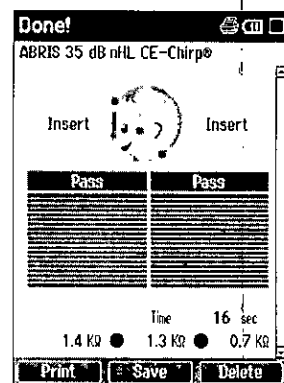 Done!
ABRIS 35 dB nHL CE-Chirp®
Insert Insert
Pass Pass
Time 16 sec
1.4 KΩ 1.3 KΩ 0.7 KΩ
Print Save Delete